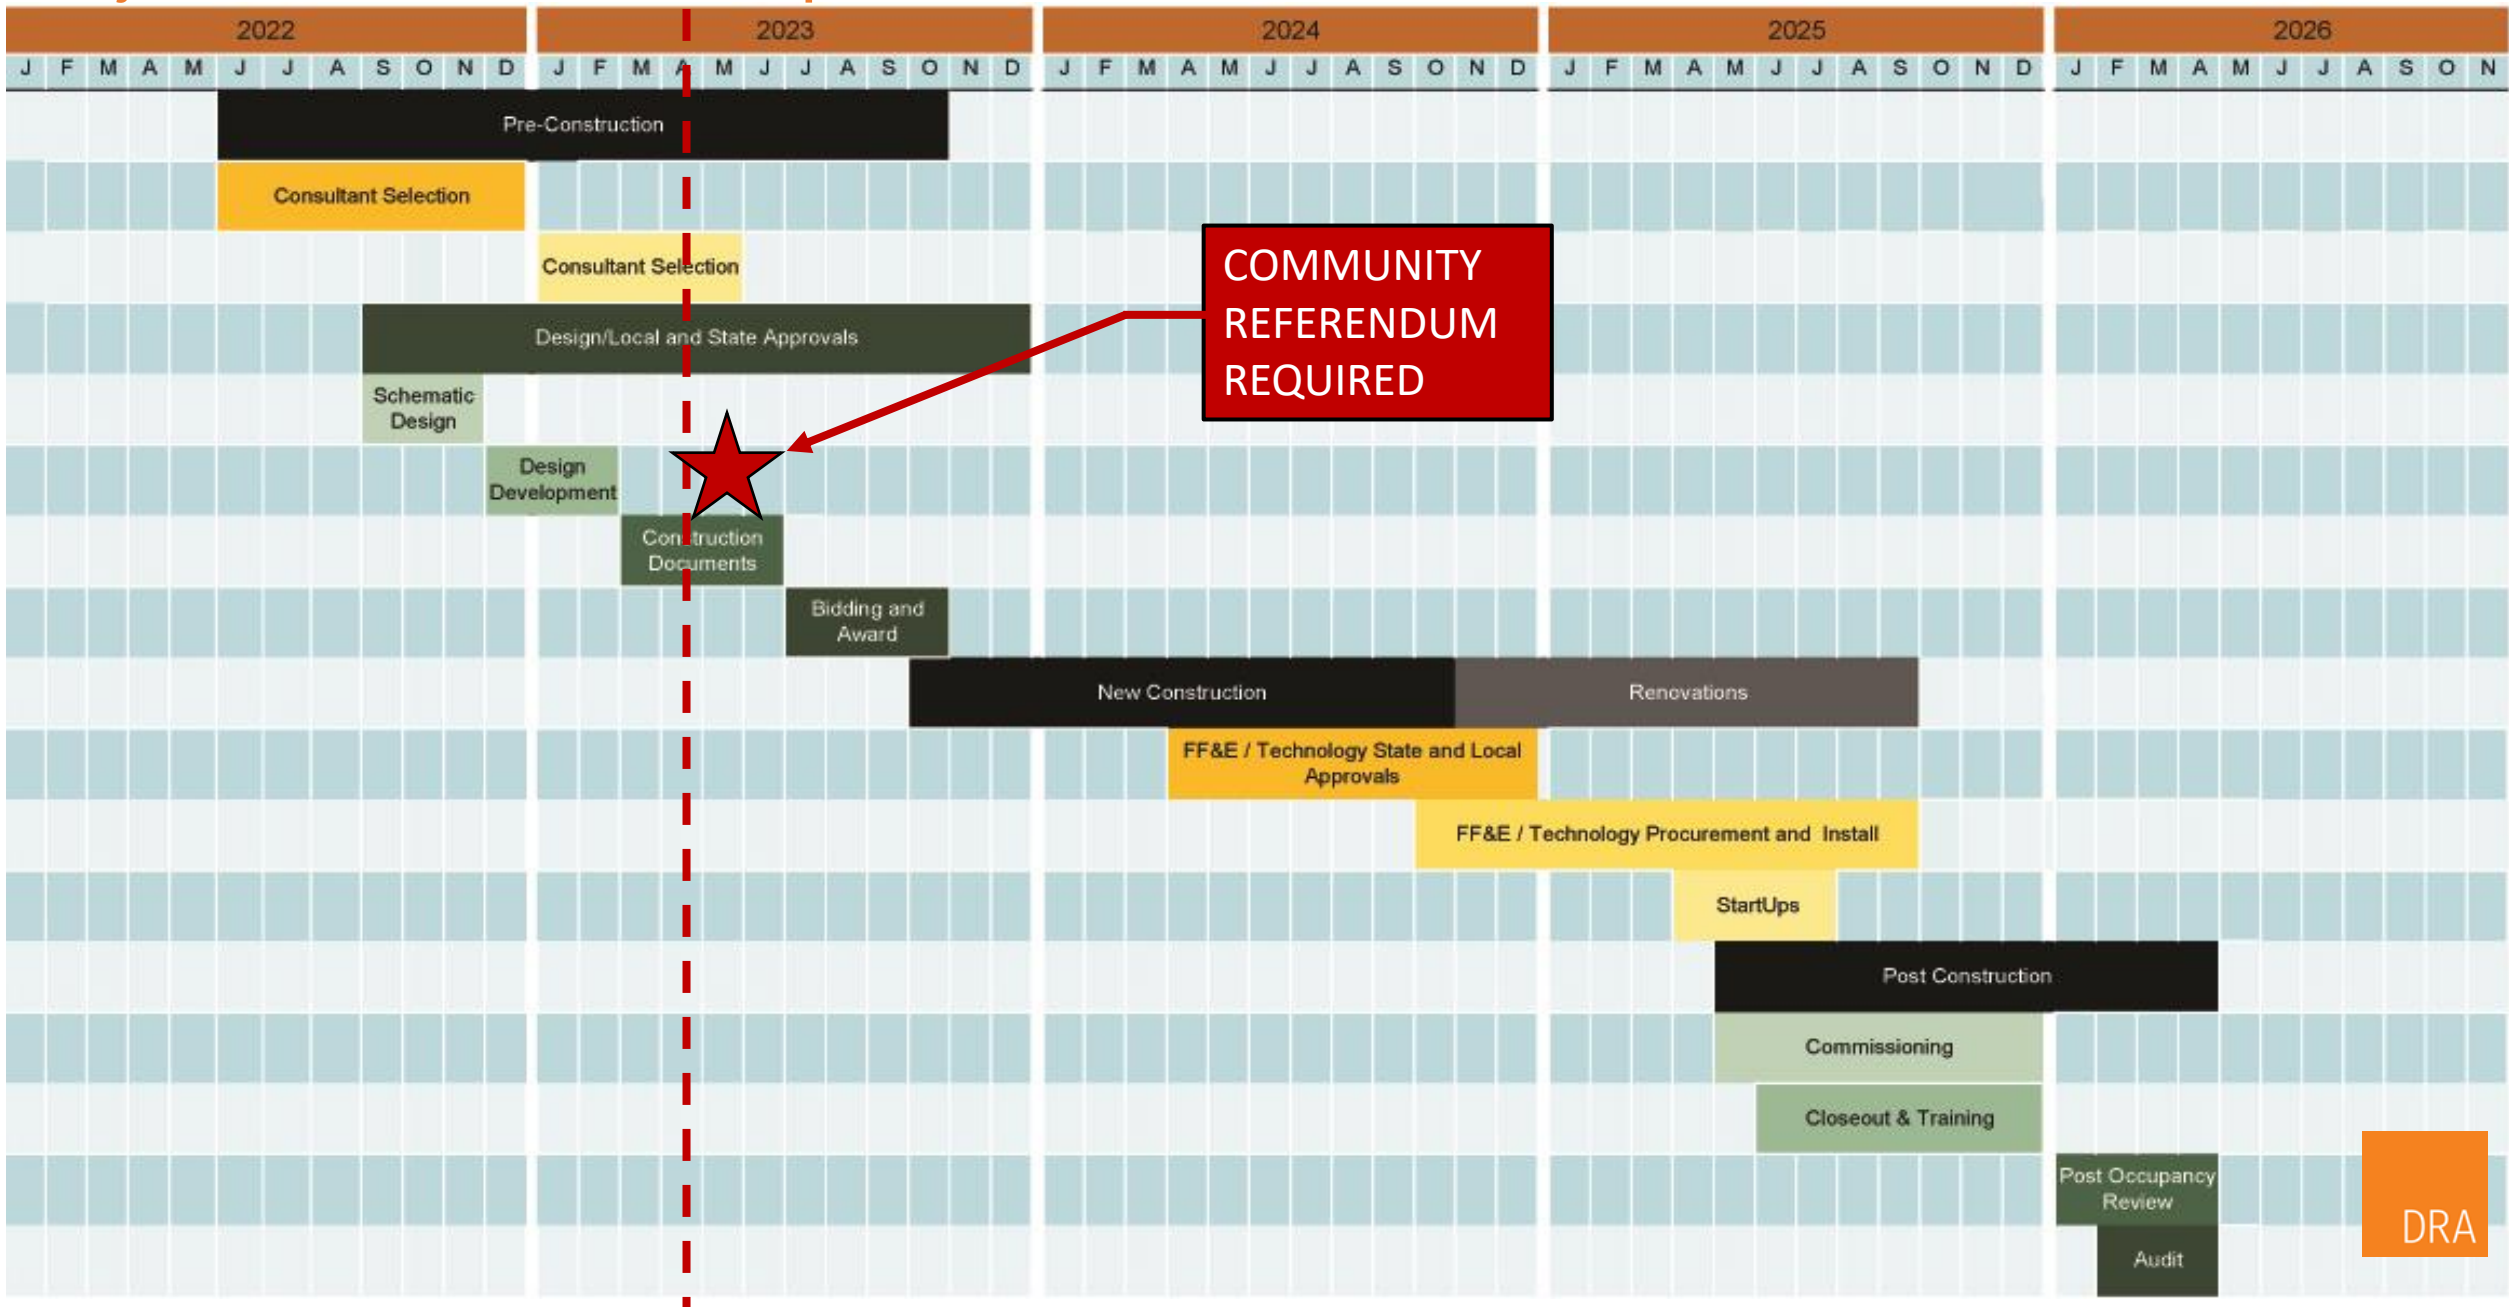 2022 2023 2024 2025 2026
J F M A M J J A S O N D J F M A M J J A S O N D J F M A M J J A S O N D J F M A M J J A S O N D J F M A M J J A S O N
Pre-Construction
Consultant Selection
Consultant Selection
COMMUNITY
REFERENDUM
REQUIRED
Design/Local and State Approvals
Schematic
Design
Design
Development
Construction
Documents
Bidding and
Award
New Construction Renovations
FF&E / Technology State and Local
Approvals
FF&E / Technology Procurement and Install
StartUps
Post Construction
Commissioning
Closeout & Training
Post Occupancy
Review
DRA
Audit